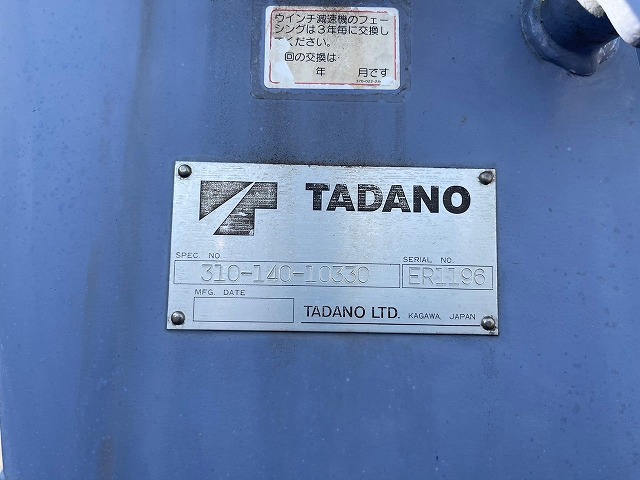 ウインチ減速機のフェー
シングは３年毎に交換し
てください。
回の交換は
年 月です
TADANO
SPEC. NO.
SERIAL NO.
310-140-10330
ER1196
MFG. DATE
TADANO LTD. KAGAWA, JAPAN